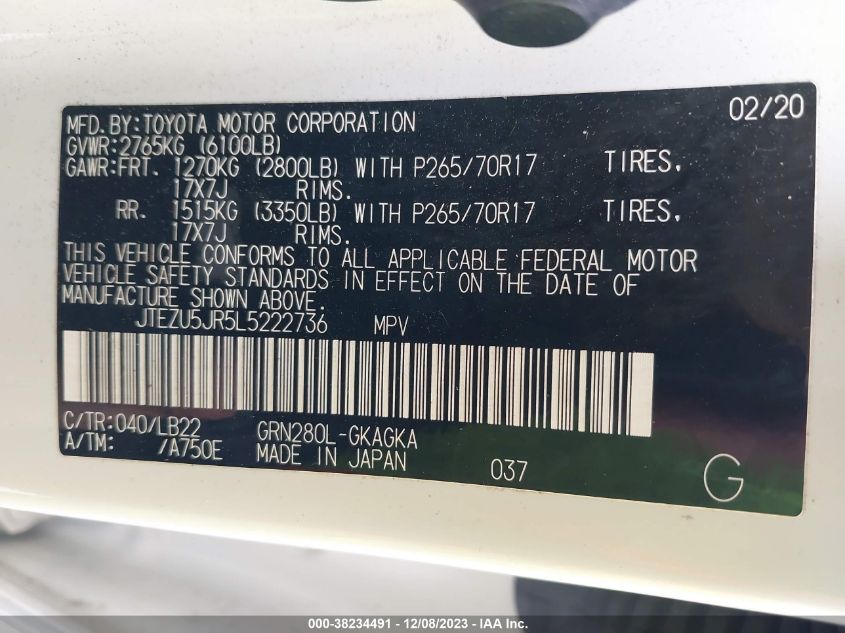 02/20
MFD.BY:TOYOTA MOTOR CORPORATION
GVWR:2765KG (6100LB)
GAWR:FRT. 1270KG (2800LB) WITH P265/70R17 TIRES,
17X7J RIMS.
RR. 1515KG (3350LB) WITH P265/70R17 TIRES,
17X7J RIMS.
THIS VEHICLE CONFORMS TO ALL APPLICABLE FEDERAL MOTOR
VEHICLE SAFETY STANDARDS IN EFFECT ON THE DATE OF
MANUFACTURE SHOWN ABOVE.
JTEZU5JR5L5222736 MPV
C/TR:040/LB22 GRN280L-GKAGKA
A/TM: /A750E MADE IN JAPAN 037 G
000-38234491 - 12/08/2023 - IAA Inc.